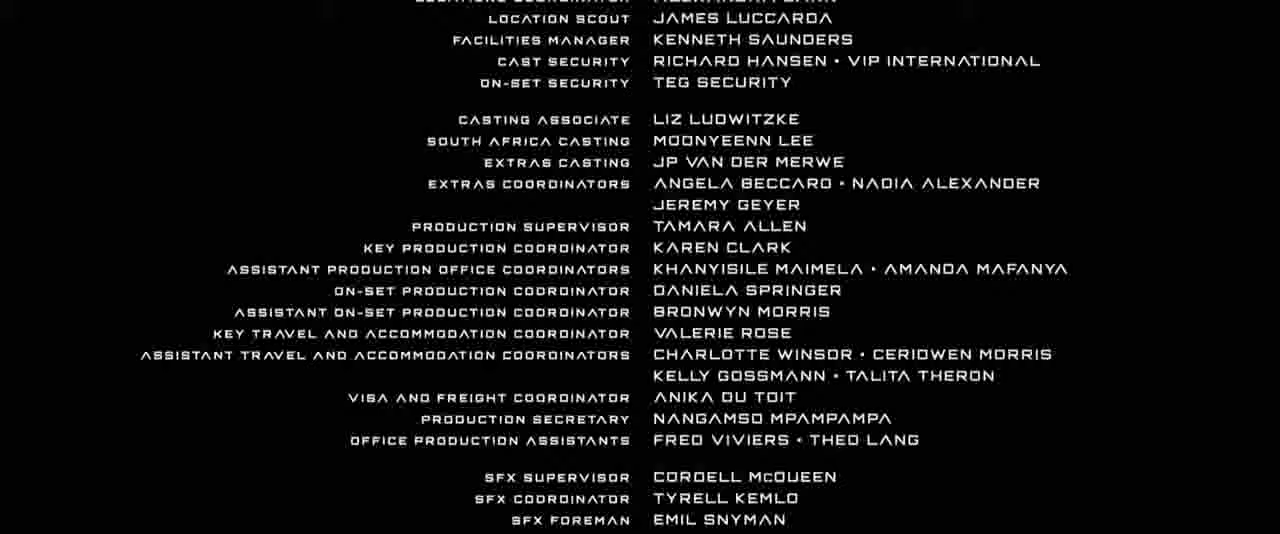 LOCATION SCOUT JAMES LUCCARDA
FACILITIES MANAGER KENNETH SAUNDERS
CAST SECURITY RICHARD HANSEN • VIP INTERNATIONAL
ON-SET SECURITY TEG SECURITY
CASTING ASSOCIATE LIZ LUDWITZKE
SOUTH AFRICA CASTING MOONYEENN LEE
EXTRAS CASTING JP VAN DER MERWE
EXTRAS COORDINATORS ANGELA BECCARO • NADIA ALEXANDER
JEREMY GEYER
PRODUCTION SUPERVISOR TAMARA ALLEN
KEY PRODUCTION COORDINATOR KAREN CLARK
ASSISTANT PRODUCTION OFFICE COORDINATORS KHANYISILE MAIMELA • AMANDA MAFANYA
ON-SET PRODUCTION COORDINATOR DANIELA SPRINGER
ASSISTANT ON-SET PRODUCTION COORDINATOR BRONWYN MORRIS
KEY TRAVEL AND ACCOMMODATION COORDINATOR VALERIE ROSE
ASSISTANT TRAVEL AND ACCOMMODATION COORDINATORS CHARLOTTE WINSOR • CERIDWEN MORRIS
KELLY GOSSMANN • TALITA THERON
VISA AND FREIGHT COORDINATOR ANIKA DU TOIT
PRODUCTION SECRETARY NANGAMSO MPAMPAMPA
OFFICE PRODUCTION ASSISTANTS FRED VIVIERS • THEO LANG
SFX SUPERVISOR CORDELL McQUEEN
SFX COORDINATOR TYRELL KEMLO
SFX FOREMAN EMIL SNYMAN